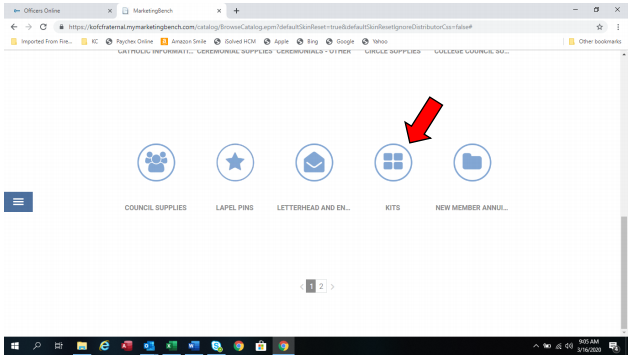 Officers Online
MarketingBench
https://kofcfraternal.mymarketingbench.com/catalog/BrowseCatalog.epm?defaultSkinReset=true&defaultSkinResetIgnoreDistributorCss=false#
Imported From Fire... KC Paychex Online Amazon Smile iSolved HCM Apple Bing Google Yahoo Other bookmarks
CATHOLIC INFORMATI... CEREMONIAL SUPPLIES CEREMONIALS - OTHER CIRCLE SUPPLIES COLLEGE COUNCIL SU...
COUNCIL SUPPLIES LAPEL PINS LETTERHEAD AND EN... KITS NEW MEMBER ANNUI...
< 1 2 >
9:05 AM
3/16/2020